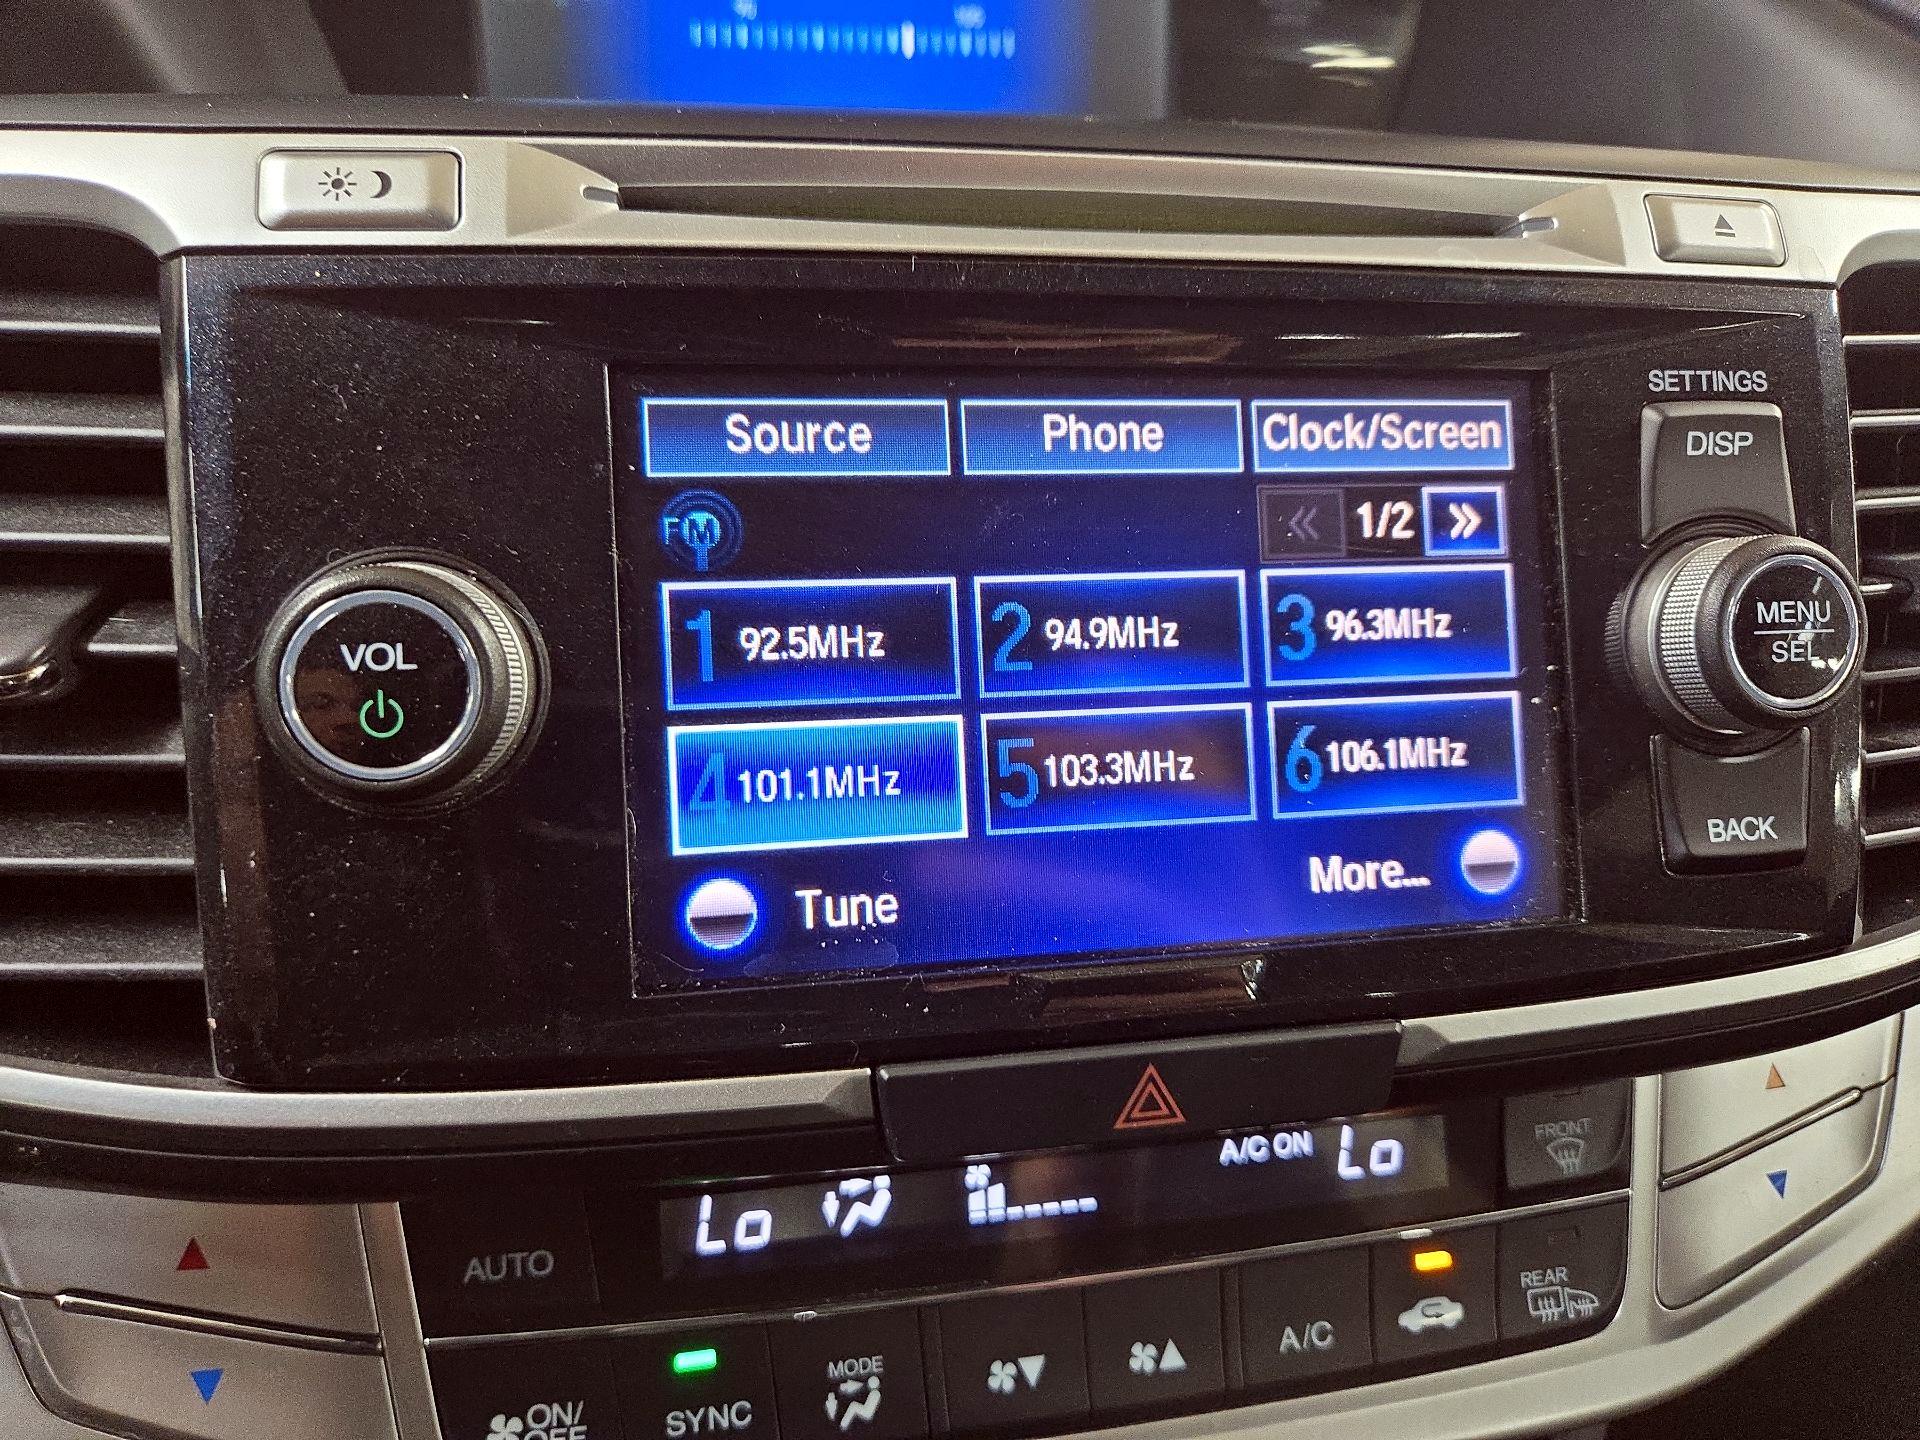 Source Phone Clock/Screen
SETTINGS
DISP
FM
1/2
1 92.5MHz 2 94.9MHz 3 96.3MHz
VOL
MENU
SEL
4 101.1MHz 5 103.3MHz 6 106.1MHz
BACK
Tune More...
Lo A/C ON Lo
FRONT
AUTO
REAR
MODE
A/C
ON/
OFF
SYNC